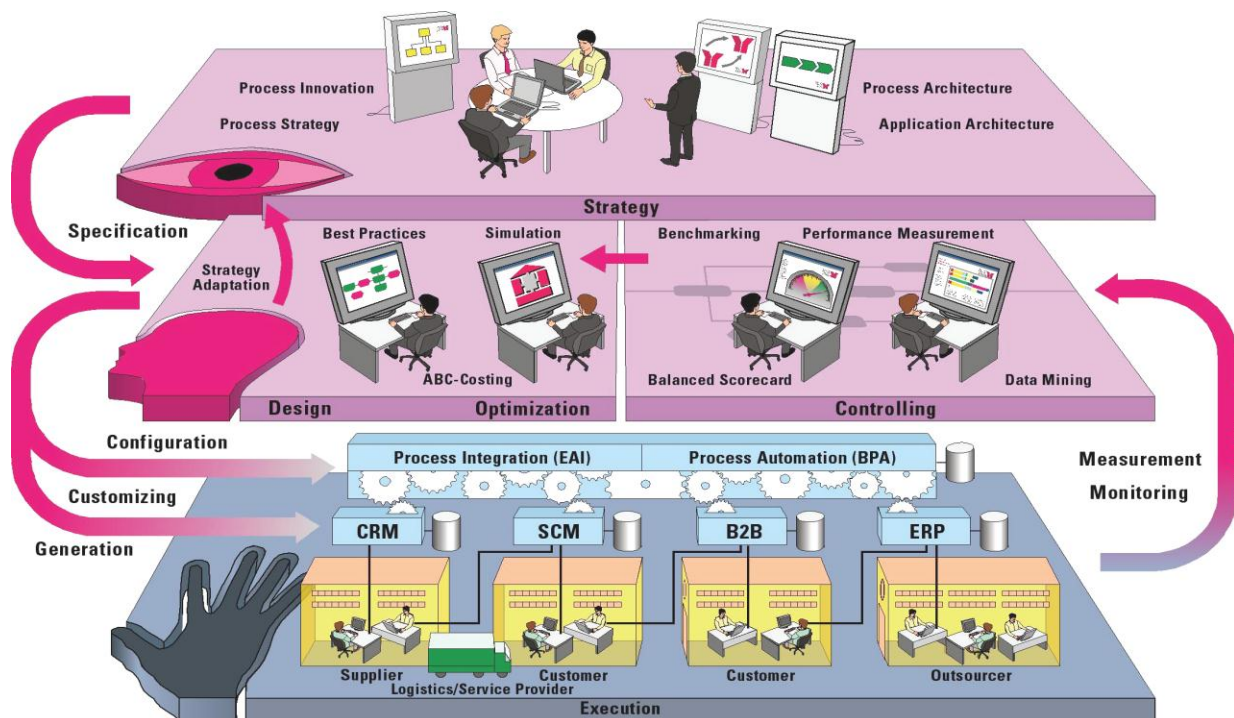 Process Innovation
Process Strategy
Process Architecture
Application Architecture
Strategy
Specification
Strategy
Adaptation
Best Practices
Simulation
ABC-Costing
Benchmarking
Performance Measurement
Balanced Scorecard
Data Mining
Design
Optimization
Controlling
Configuration
Customizing
Generation
Process Integration (EAI)
Process Automation (BPA)
Measurement
Monitoring
CRM
SCM
B2B
ERP
Supplier
Logistics/Service Provider
Customer
Customer
Outsourcer
Execution